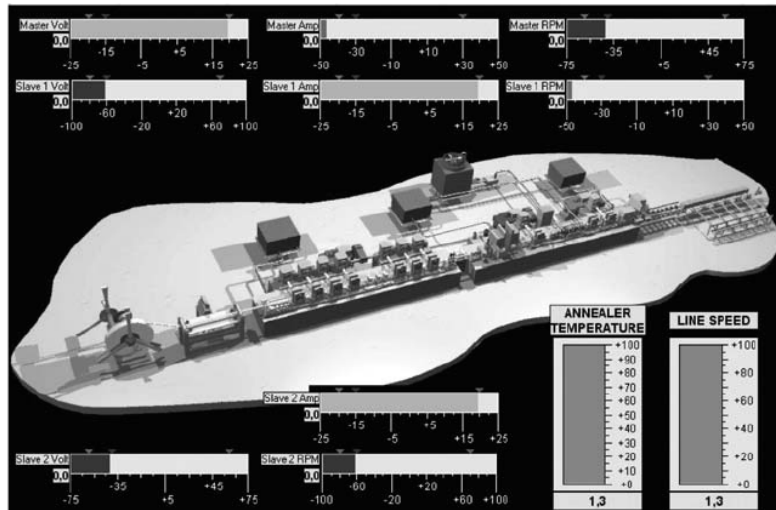 Master Volt
0,0
-25 -15 -5 +5 +15 +25
Master Amp
0,0
-50 -30 -10 +10 +30 +50
Master RPM
0,0
-75 -35 +5 +35 +75
Slave 1 Volt
0,0
-100 -60 -20 +20 +60 +100
Slave 1 Amp
0,0
-25 -15 -5 +5 +15 +25
Slave 1 RPM
0,0
-50 -30 -10 +10 +30 +50
ANNEALER
TEMPERATURE
+100
+90
+80
+70
+60
+50
+40
+30
+20
+10
+0
1,3
LINE SPEED
+100
+80
+60
+40
+20
+0
1,3
Slave 2 Amp
0,0
-25 -15 -5 +5 +15 +25
Slave 2 Volt
0,0
-75 -35 +5 +35 +75
Slave 2 RPM
0,0
-100 -60 -20 +20 +60 +100